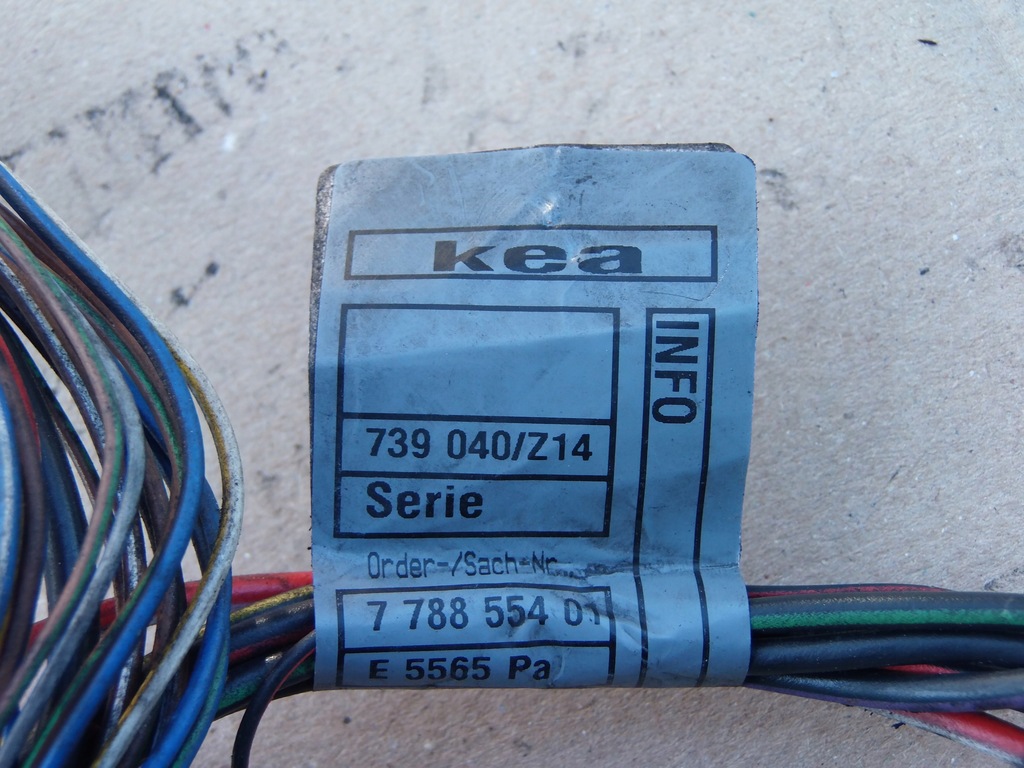 kea
INFO
739 040/Z14
Serie
Order-/Sach-Nr.
7 788 554 01
E 5565 Pa